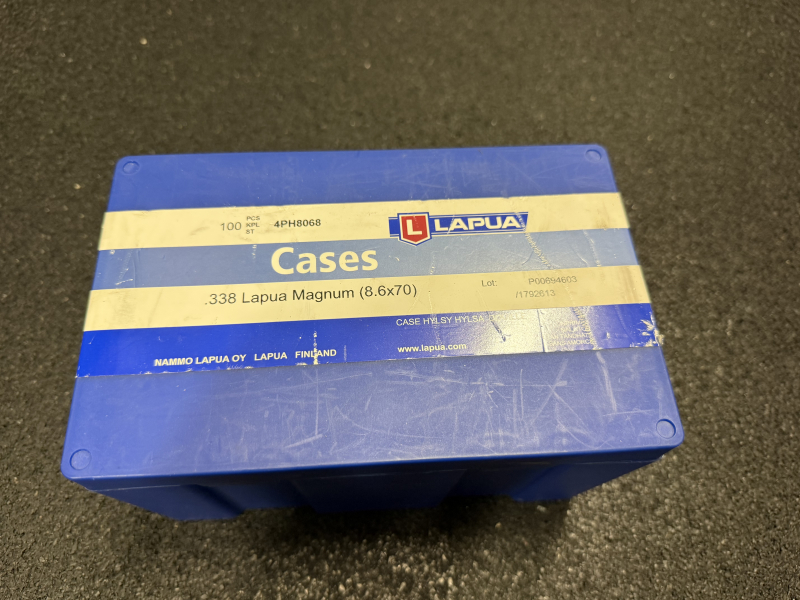 100 PCS KPL ST 4PH8068
L LAPUA
Cases
.338 Lapua Magnum (8.6x70)
Lot: P00694603
/1792613
CASE HYLSY HYLSA
www.lapua.com
NAMMO LAPUA OY LAPUA FINLAND